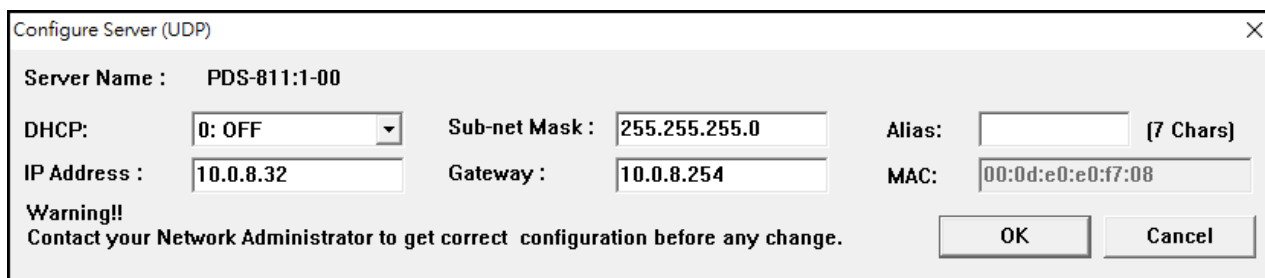 Configure Server (UDP)
Server Name : PDS-811:1-00
DHCP: 0: OFF Sub-net Mask : 255.255.255.0 Alias: (7 Chars)
IP Address : 10.0.8.32 Gateway : 10.0.8.254 MAC: 00:0d:e0:e0:f7:08
Warning!!
Contact your Network Administrator to get correct configuration before any change.
OK Cancel